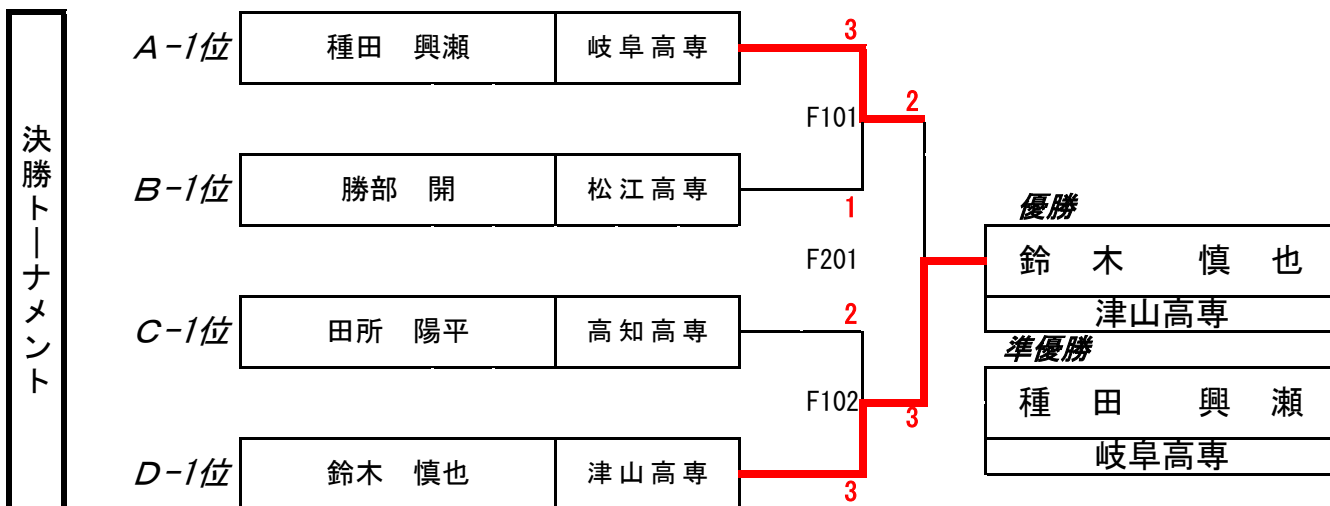 決勝トーナメント
A-1位 種田 興瀬 岐阜高専 3
F101 2
B-1位 勝部 開 松江高専 1
優勝
F201 鈴木 慎也
津山高専
C-1位 田所 陽平 高知高専 2
準優勝
F102 3 種田 興瀬
岐阜高専
D-1位 鈴木 慎也 津山高専 3